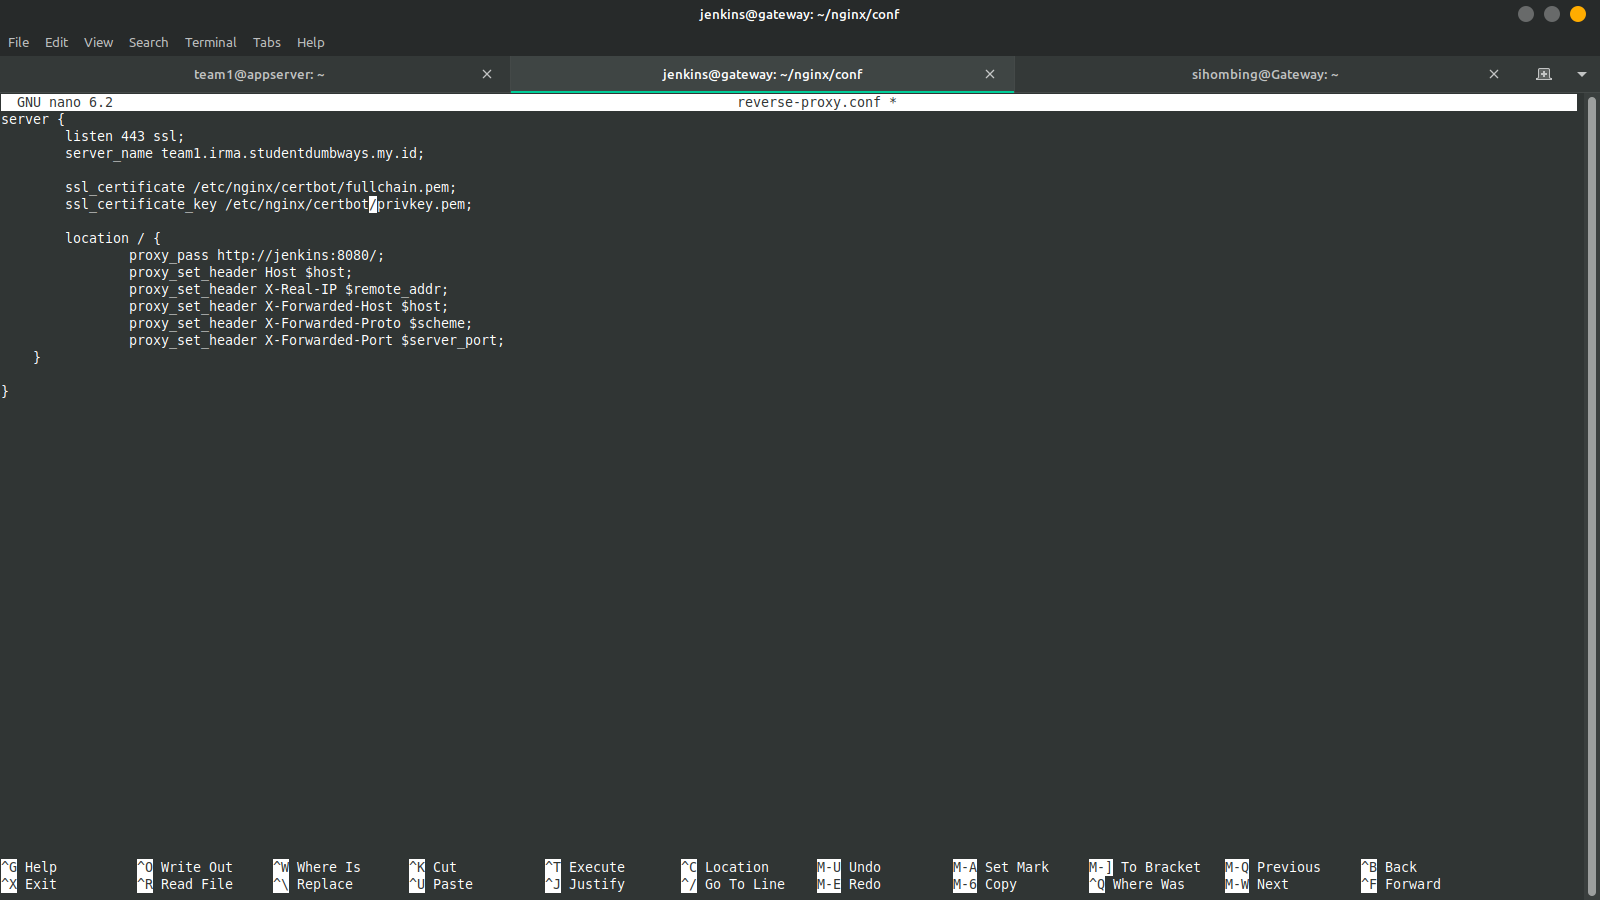 jenkins@gateway: ~/nginx/conf
File Edit View Search Terminal Tabs Help
team1@appserver: ~ × jenkins@gateway: ~/nginx/conf × sihombing@Gateway: ~ ×
GNU nano 6.2 reverse-proxy.conf *
server {
        listen 443 ssl;
        server_name team1.irma.studentdumbways.my.id;

        ssl_certificate /etc/nginx/certbot/fullchain.pem;
        ssl_certificate_key /etc/nginx/certbot/privkey.pem;

        location / {
                proxy_pass http://jenkins:8080/;
                proxy_set_header Host $host;
                proxy_set_header X-Real-IP $remote_addr;
                proxy_set_header X-Forwarded-Host $host;
                proxy_set_header X-Forwarded-Proto $scheme;
                proxy_set_header X-Forwarded-Port $server_port;
    }

}
^G Help ^O Write Out ^W Where Is ^K Cut ^T Execute ^C Location M-U Undo M-A Set Mark M-] To Bracket M-Q Previous ^B Back
^X Exit ^R Read File ^\ Replace ^U Paste ^J Justify ^/ Go To Line M-E Redo M-6 Copy ^Q Where Was M-W Next ^F Forward